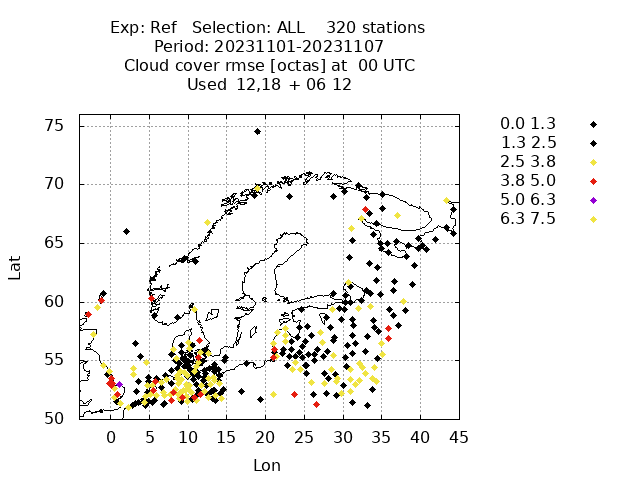 Exp: Ref   Selection: ALL    320 stations
Period: 20231101-20231107
Cloud cover rmse [octas] at  00 UTC
Used  12,18 + 06 12
75
70
65
60
55
50
Lat
0 5 10 15 20 25 30 35 40 45
Lon
0.0 1.3
1.3 2.5
2.5 3.8
3.8 5.0
5.0 6.3
6.3 7.5